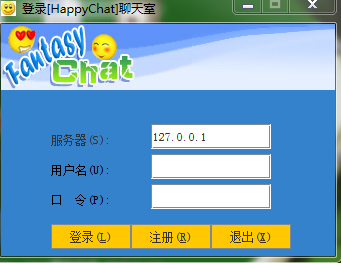 登录[HappyChat]聊天室
Fantasy
Chat
服务器(S):
127.0.0.1
用户名(U):
口 令(P):
登录(L) 注册(R) 退出(X)